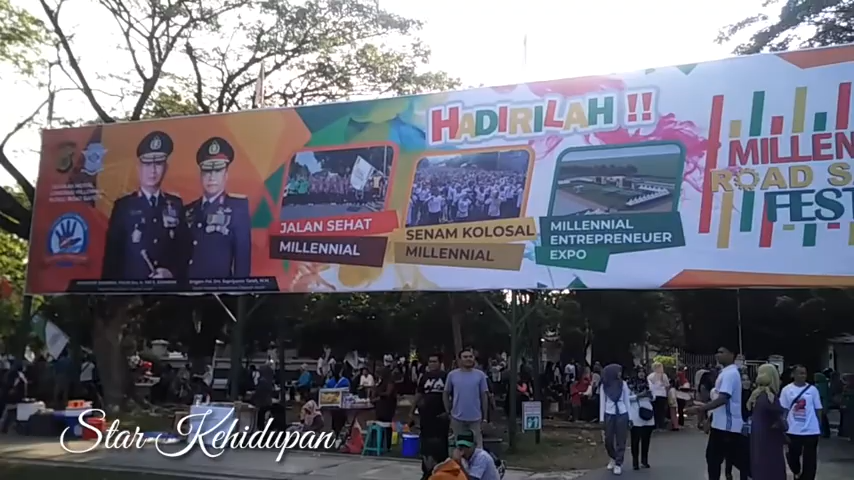 HADIRILAH !!
MILLEN
ROAD S
FEST
JALAN SEHAT
MILLENNIAL
SENAM KOLOSAL
MILLENNIAL
MILLENNIAL
ENTREPRENEUER
EXPO
Star Kehidupan